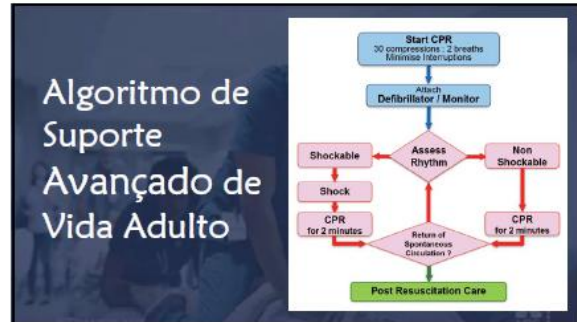 Algoritmo de
Suporte
Avançado de
Vida Adulto
Start CPR
30 compressions : 2 breaths
Minimise Interruptions
Attach
Defibrillator / Monitor
Assess
Rhythm
Shockable
Non
Shockable
Shock
CPR
for 2 minutes
CPR
for 2 minutes
Return of
Spontaneous
Circulation ?
Post Resuscitation Care